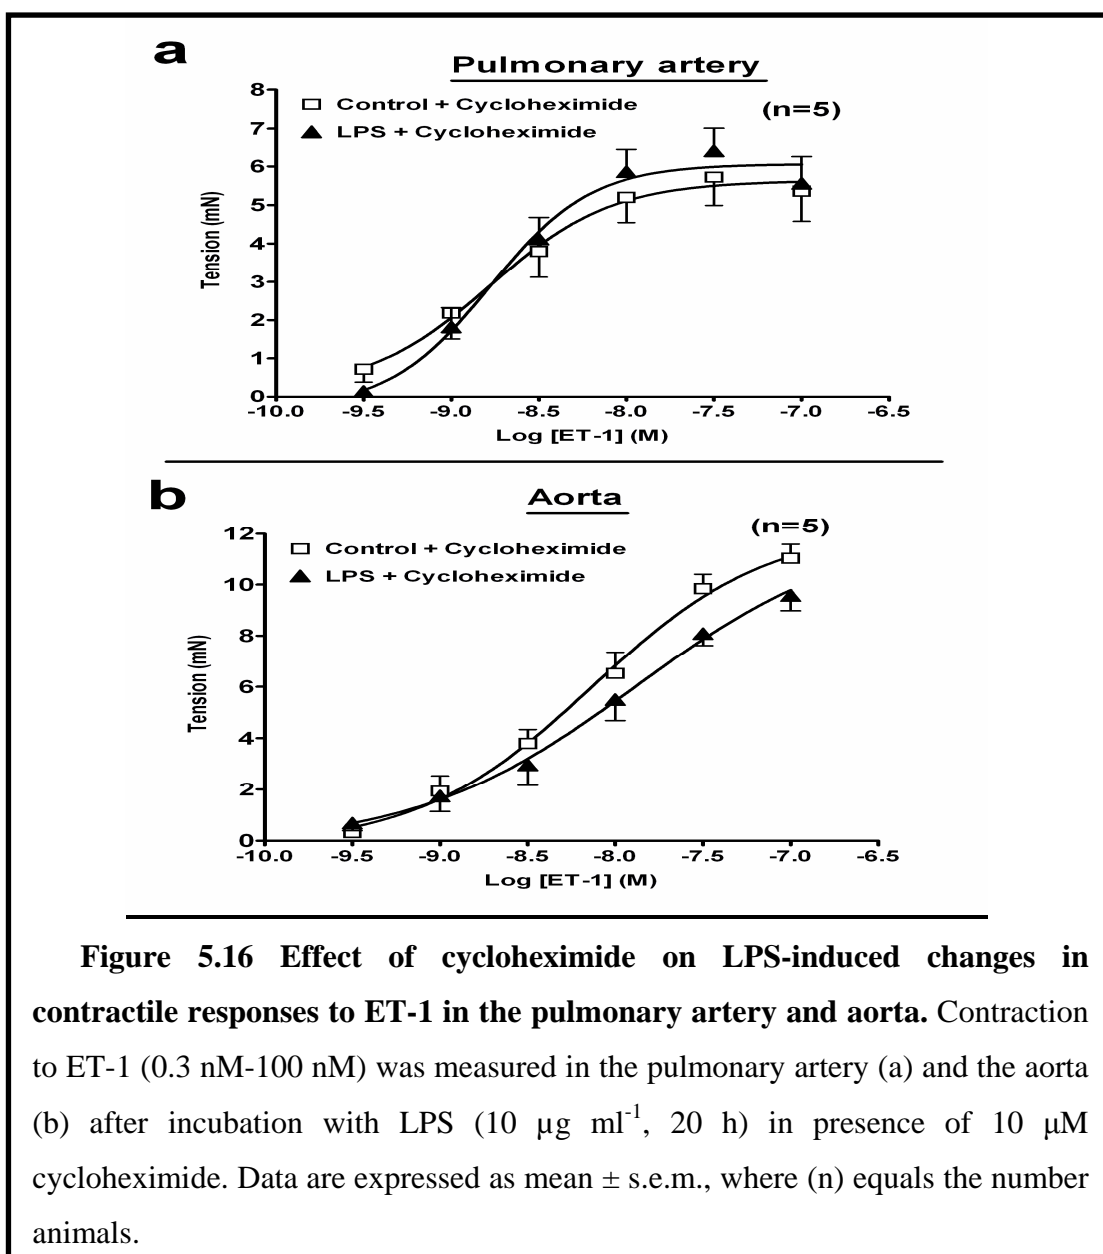 a
Pulmonary artery
8
7
6
5
4
3
2
1
0
Tension (mN)
□ Control + Cycloheximide
▲ LPS + Cycloheximide
(n=5)
-10.0 -9.5 -9.0 -8.5 -8.0 -7.5 -7.0 -6.5
Log [ET-1] (M)
b
Aorta
12
10
8
6
4
2
0
Tension (mN)
□ Control + Cycloheximide
▲ LPS + Cycloheximide
(n=5)
-10.0 -9.5 -9.0 -8.5 -8.0 -7.5 -7.0 -6.5
Log [ET-1] (M)
Figure 5.16 Effect of cycloheximide on LPS-induced changes in
contractile responses to ET-1 in the pulmonary artery and aorta. Contraction
to ET-1 (0.3 nM-100 nM) was measured in the pulmonary artery (a) and the aorta
(b) after incubation with LPS (10 µg ml⁻¹, 20 h) in presence of 10 µM
cycloheximide. Data are expressed as mean ± s.e.m., where (n) equals the number
animals.